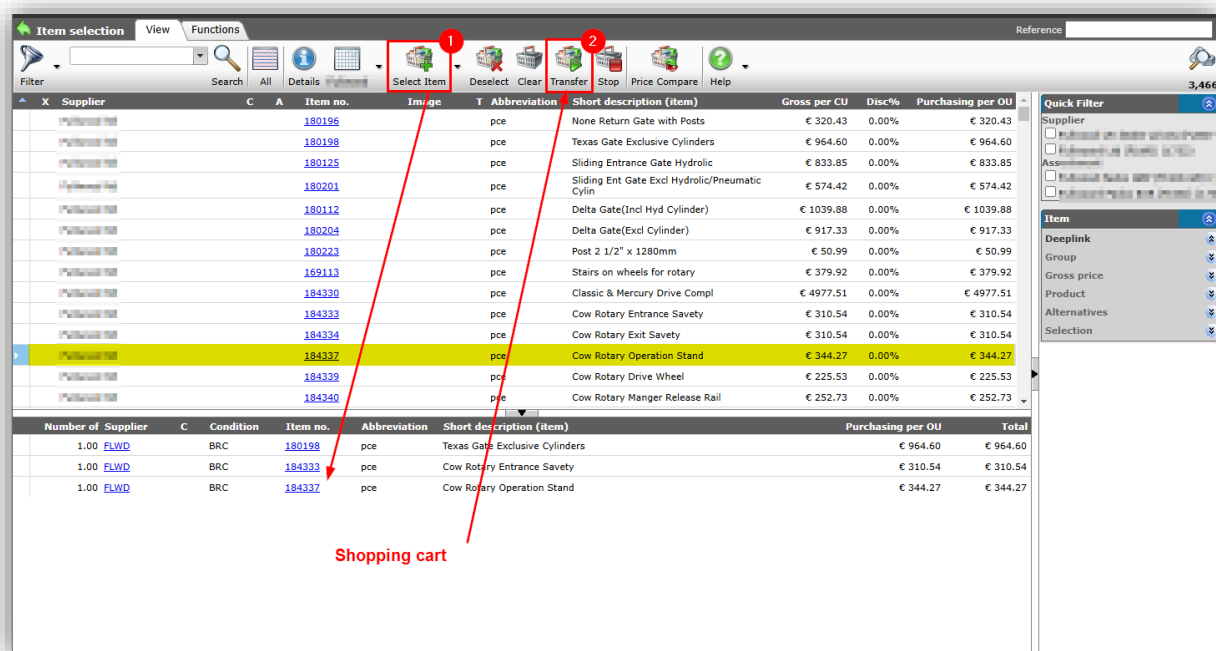 Item selection View Functions Reference
1 2
Filter Search All Details Select Item Deselect Clear Transfer Stop Price Compare Help 3,466
X Supplier C A Item no. Image T Abbreviation Short description (item) Gross per CU Disc% Purchasing per OU
180196 pce None Return Gate with Posts € 320.43 0.00% € 320.43
180198 pce Texas Gate Exclusive Cylinders € 964.60 0.00% € 964.60
180125 pce Sliding Entrance Gate Hydrolic € 833.85 0.00% € 833.85
180201 pce Sliding Ent Gate Excl Hydrolic/Pneumatic € 574.42 0.00% € 574.42
Cylin
180112 pce Delta Gate(Incl Hyd Cylinder) € 1039.88 0.00% € 1039.88
180204 pce Delta Gate(Excl Cylinder) € 917.33 0.00% € 917.33
180223 pce Post 2 1/2" x 1280mm € 50.99 0.00% € 50.99
169113 pce Stairs on wheels for rotary € 379.92 0.00% € 379.92
184330 pce Classic & Mercury Drive Compl € 4977.51 0.00% € 4977.51
184333 pce Cow Rotary Entrance Savety € 310.54 0.00% € 310.54
184334 pce Cow Rotary Exit Savety € 310.54 0.00% € 310.54
184337 pce Cow Rotary Operation Stand € 344.27 0.00% € 344.27
184339 pce Cow Rotary Drive Wheel € 225.53 0.00% € 225.53
184340 pce Cow Rotary Manger Release Rail € 252.73 0.00% € 252.73
Quick Filter
Supplier
Item
Deeplink
Group
Gross price
Product
Alternatives
Selection
Number of Supplier C Condition Item no. Abbreviation Short description (item) Purchasing per OU Total
1.00 FLWD BRC 180198 pce Texas Gate Exclusive Cylinders € 964.60 € 964.60
1.00 FLWD BRC 184333 pce Cow Rotary Entrance Savety € 310.54 € 310.54
1.00 FLWD BRC 184337 pce Cow Rotary Operation Stand € 344.27 € 344.27
Shopping cart